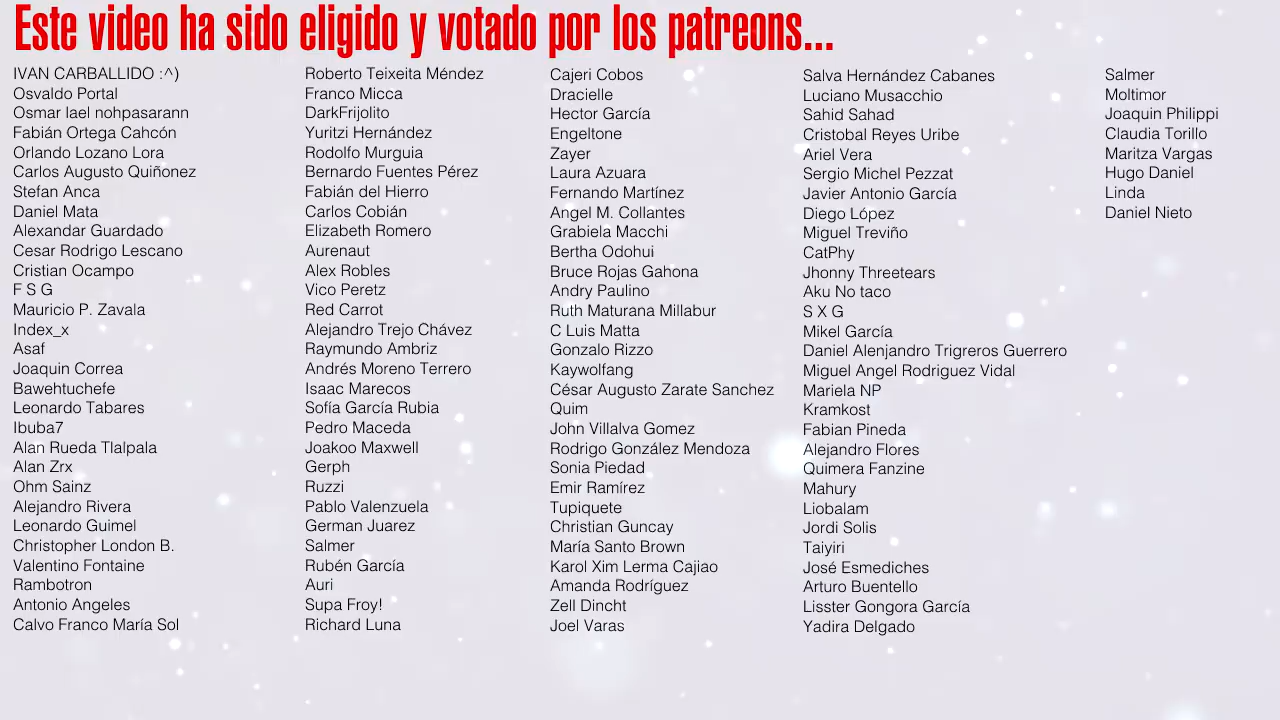 Este video ha sido eligido y votado por los patreons...
IVAN CARBALLIDO :^)
Osvaldo Portal
Osmar lael nohpasarann
Fabián Ortega Cahcón
Orlando Lozano Lora
Carlos Augusto Quiñonez
Stefan Anca
Daniel Mata
Alexandar Guardado
Cesar Rodrigo Lescano
Cristian Ocampo
F S G
Mauricio P. Zavala
Index_x
Asaf
Joaquin Correa
Bawehtuchefe
Leonardo Tabares
Ibuba7
Alan Rueda Tlalpala
Alan Zrx
Ohm Sainz
Alejandro Rivera
Leonardo Guimel
Christopher London B.
Valentino Fontaine
Rambotron
Antonio Angeles
Calvo Franco María Sol
Roberto Teixeita Méndez
Franco Micca
DarkFrijolito
Yuritzi Hernández
Rodolfo Murguia
Bernardo Fuentes Pérez
Fabián del Hierro
Carlos Cobián
Elizabeth Romero
Aurenaut
Alex Robles
Vico Peretz
Red Carrot
Alejandro Trejo Chávez
Raymundo Ambriz
Andrés Moreno Terrero
Isaac Marecos
Sofía García Rubia
Pedro Maceda
Joakoo Maxwell
Gerph
Ruzzi
Pablo Valenzuela
German Juarez
Salmer
Rubén García
Auri
Supa Froy!
Richard Luna
Cajeri Cobos
Dracielle
Hector García
Engeltone
Zayer
Laura Azuara
Fernando Martínez
Angel M. Collantes
Grabiela Macchi
Bertha Odohui
Bruce Rojas Gahona
Andry Paulino
Ruth Maturana Millabur
C Luis Matta
Gonzalo Rizzo
Kaywolfang
César Augusto Zarate Sanchez
Quim
John Villalva Gomez
Rodrigo González Mendoza
Sonia Piedad
Emir Ramírez
Tupiquete
Christian Guncay
María Santo Brown
Karol Xim Lerma Cajiao
Amanda Rodríguez
Zell Dincht
Joel Varas
Salva Hernández Cabanes
Luciano Musacchio
Sahid Sahad
Cristobal Reyes Uribe
Ariel Vera
Sergio Michel Pezzat
Javier Antonio García
Diego López
Miguel Treviño
CatPhy
Jhonny Threetears
Aku No taco
S X G
Mikel García
Daniel Alenjandro Trigreros Guerrero
Miguel Angel Rodriguez Vidal
Mariela NP
Kramkost
Fabian Pineda
Alejandro Flores
Quimera Fanzine
Mahury
Liobalam
Jordi Solis
Taiyiri
José Esmediches
Arturo Buentello
Lisster Gongora García
Yadira Delgado
Salmer
Moltimor
Joaquin Philippi
Claudia Torillo
Maritza Vargas
Hugo Daniel
Linda
Daniel Nieto